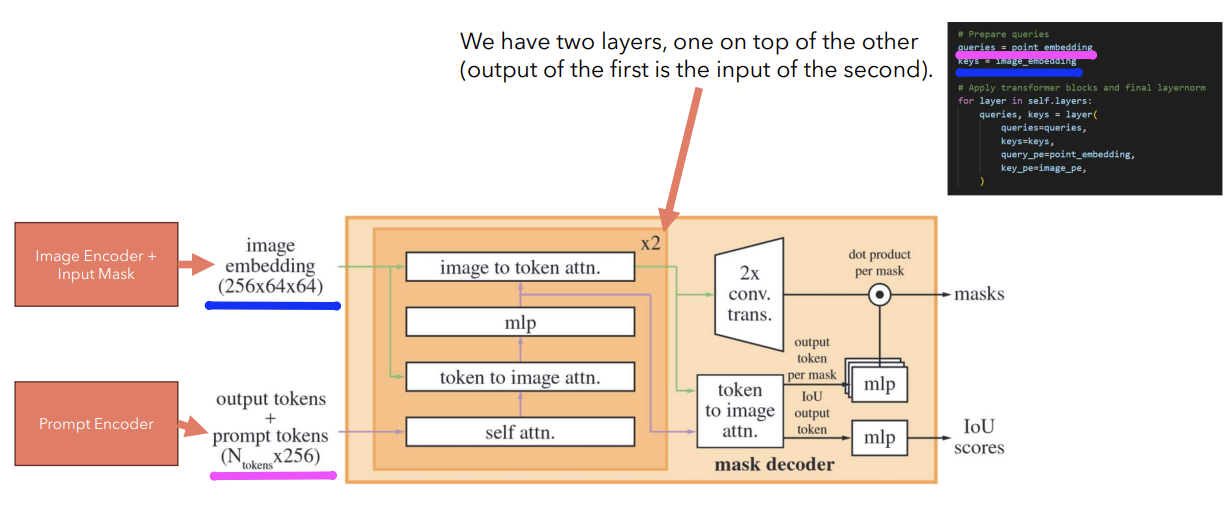 We have two layers, one on top of the other
(output of the first is the input of the second).
# Prepare queries
queries = point_embedding
keys = image_embedding
# Apply transformer blocks and final layernorm
for layer in self.layers:
queries, keys = layer(
queries=queries,
keys=keys,
query_pe=point_embedding,
key_pe=image_pe,
)
Image Encoder +
Input Mask
image
embedding
(256x64x64)
Prompt Encoder
output tokens
+
prompt tokens
(N_tokens x256)
x2
image to token attn.
mlp
token to image attn.
self attn.
2x
conv.
trans.
dot product
per mask
masks
output
token
per mask
mlp
token
to image
attn.
IoU
output
token
mlp
IoU
scores
mask decoder